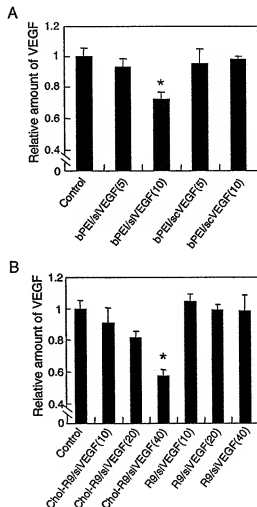 A
Relative amount of VEGF
1.2
1
0.8
0.6
0.4
0
*
Control
bPEI/siVEGF(5)
bPEI/siVEGF(10)
bPEI/scVEGF(5)
bPEI/scVEGF(10)
B
Relative amount of VEGF
1.2
1
0.8
0.6
0.4
0
*
Control
Chol-R9/siVEGF(10)
Chol-R9/siVEGF(20)
Chol-R9/siVEGF(40)
R9/siVEGF(10)
R9/siVEGF(20)
R9/siVEGF(40)